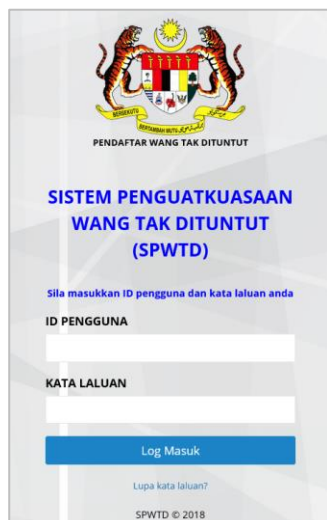 BERSEKUTU BERTAMBAH MUTU
PENDAFTAR WANG TAK DITUNTUT
SISTEM PENGUATKUASAAN
WANG TAK DITUNTUT
(SPWTD)
Sila masukkan ID pengguna dan kata laluan anda
ID PENGGUNA
KATA LALUAN
Log Masuk
Lupa kata laluan?
SPWTD © 2018